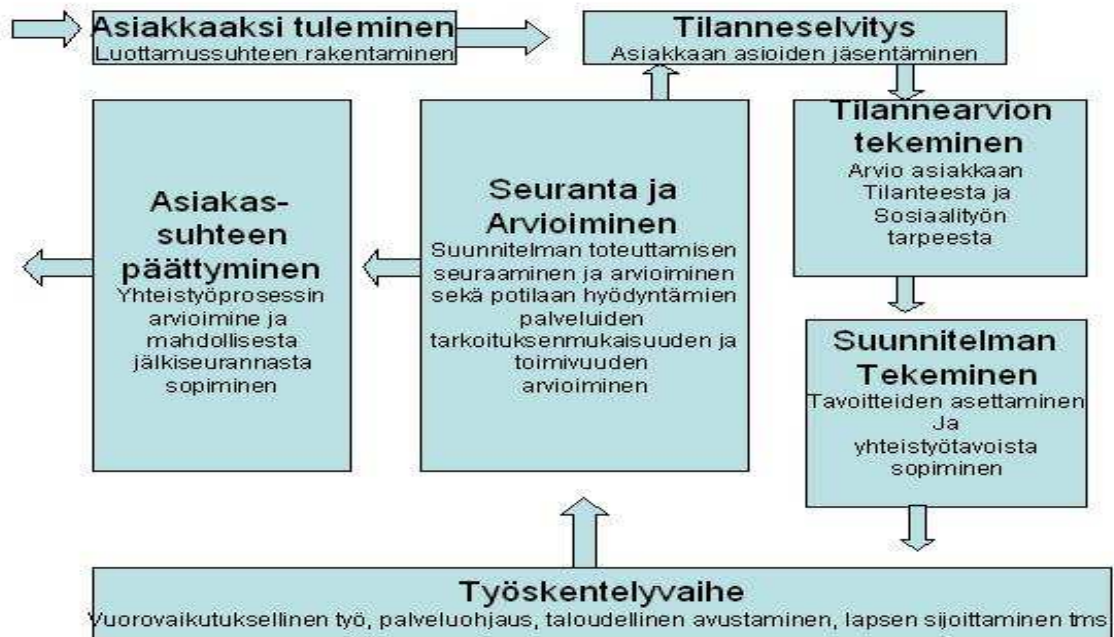 Asiakkaaksi tuleminen
Luottamussuhteen rakentaminen
Tilanneselvitys
Asiakkaan asioiden jäsentäminen
Tilannearvion
tekeminen
Arvio asiakkaan
Tilanteesta ja
Sosiaalityön
tarpeesta
Suunnitelman
Tekeminen
Tavoitteiden asettaminen
Ja
yhteistyötavoista
sopiminen
Työskentelyvaihe
Vuorovaikutuksellinen työ, palveluohjaus, taloudellinen avustaminen, lapsen sijoittaminen tms
Seuranta ja
Arvioiminen
Suunnitelman toteuttamisen
seuraaminen ja arvioiminen
sekä potilaan hyödyntämien
palveluiden
tarkoituksenmukaisuuden ja
toimivuuden
arvioiminen
Asiakas-
suhteen
päättyminen
Yhteistyöprosessin
arvioimine ja
mahdollisesta
jälkiseurannasta
sopiminen